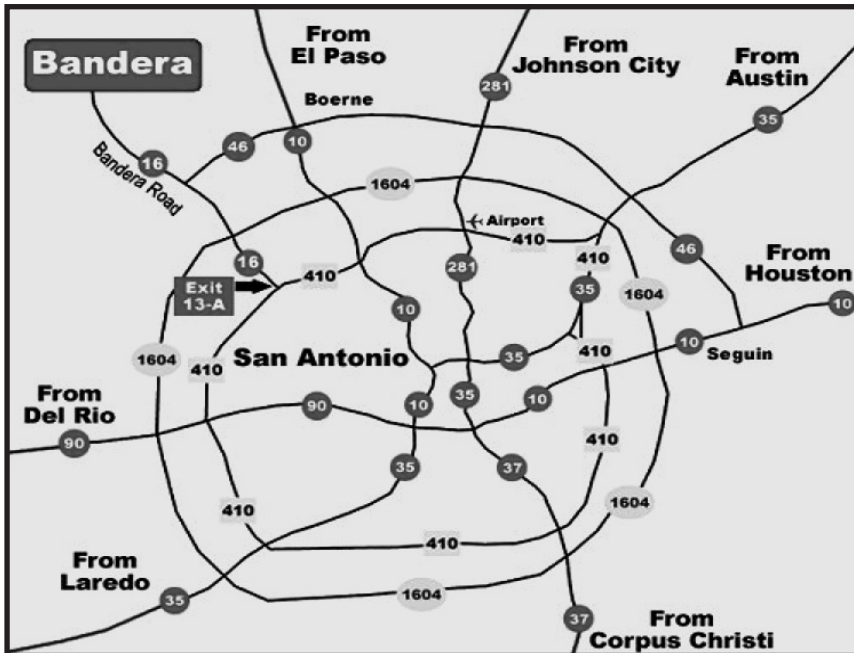 From
El Paso
From
Johnson City
From
Austin
Bandera
281
Boerne
35
46
10
16
Bandera Road
1604
Airport
410
410
46
From
Houston
16
281
410
Exit
13-A
35
1604
10
10
10
410
Seguin
35
San Antonio
1604
410
From
Del Rio
90
10
35
10
90
410
35
37
410
1604
410
From
Laredo
35
1604
37
From
Corpus Christi